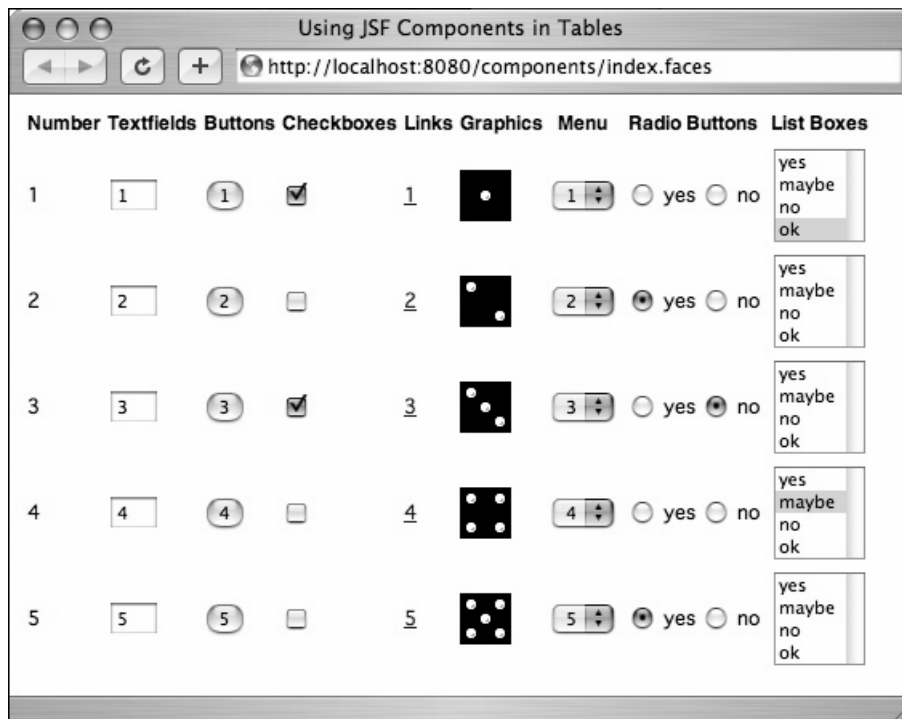 Using JSF Components in Tables
http://localhost:8080/components/index.faces
Number Textfields Buttons Checkboxes Links Graphics Menu Radio Buttons List Boxes
1 1 1 1 1 yes no
yes
maybe
no
ok
2 2 2 2 2 yes no
yes
maybe
no
ok
3 3 3 3 3 yes no
yes
maybe
no
ok
4 4 4 4 4 yes no
yes
maybe
no
ok
5 5 5 5 5 yes no
yes
maybe
no
ok